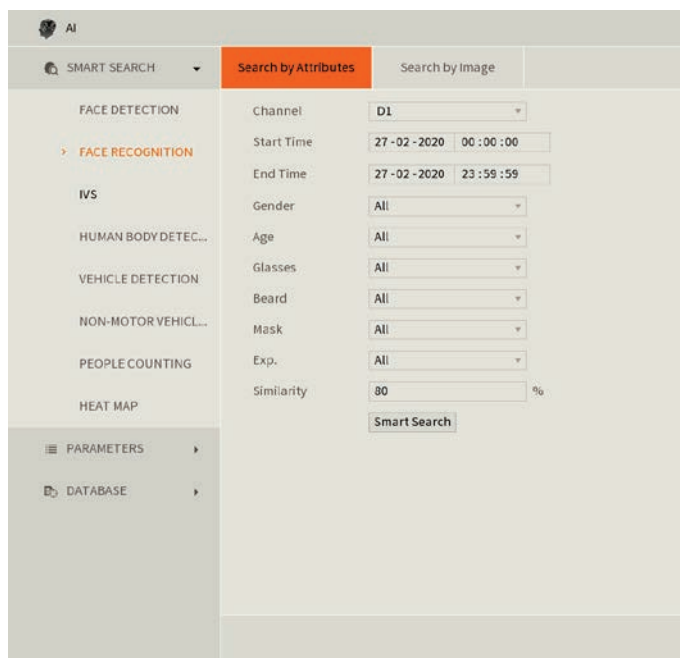 AI
SMART SEARCH
Search by Attributes
Search by Image
FACE DETECTION
FACE RECOGNITION
IVS
HUMAN BODY DETEC...
VEHICLE DETECTION
NON-MOTOR VEHICL...
PEOPLE COUNTING
HEAT MAP
PARAMETERS
DATABASE
Channel D1
Start Time 27-02-2020 00:00:00
End Time 27-02-2020 23:59:59
Gender All
Age All
Glasses All
Beard All
Mask All
Exp. All
Similarity 80 %
Smart Search